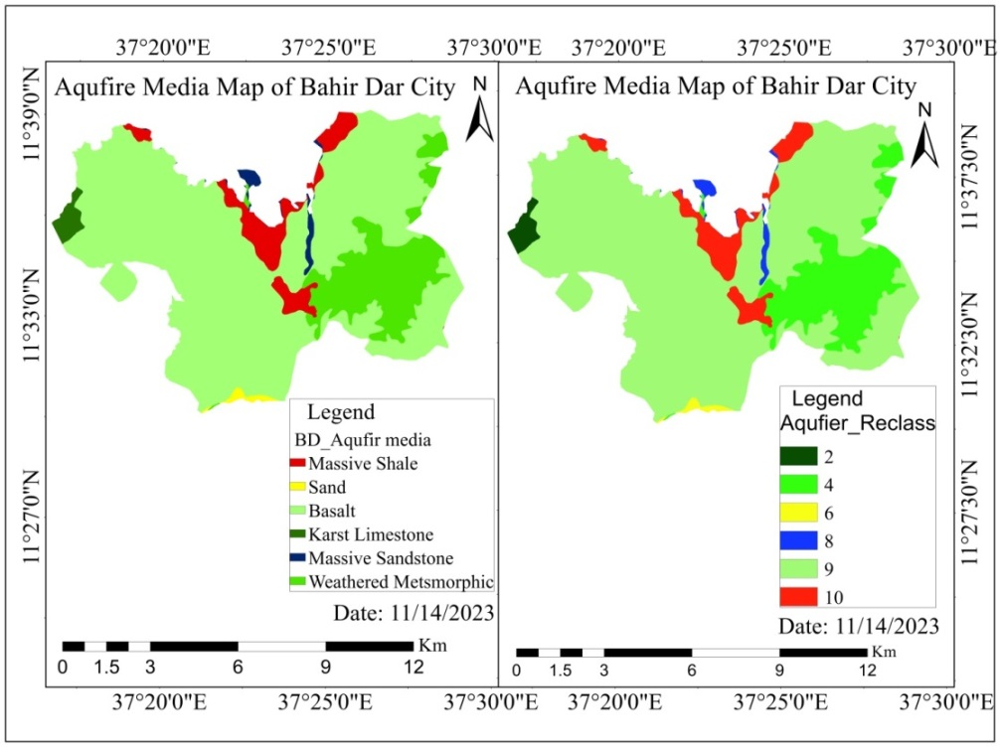 37°20'0"E 37°25'0"E 37°30'0"E
Aqufire Media Map of Bahir Dar City
N
11°39'0"N
11°33'0"N
11°27'0"N
Legend
BD_Aqufir media
Massive Shale
Sand
Basalt
Karst Limestone
Massive Sandstone
Weathered Metsmorphic
Date: 11/14/2023
Km
0 1.5 3 6 9 12
37°20'0"E 37°25'0"E 37°30'0"E
37°20'0"E 37°25'0"E 37°30'0"E
Aqufire Media Map of Bahir Dar City
N
11°37'30"N
11°32'30"N
11°27'30"N
Legend
Aqufier_Reclass
2
4
6
8
9
10
Date: 11/14/2023
Km
0 1.5 3 6 9 12
37°20'0"E 37°25'0"E 37°30'0"E